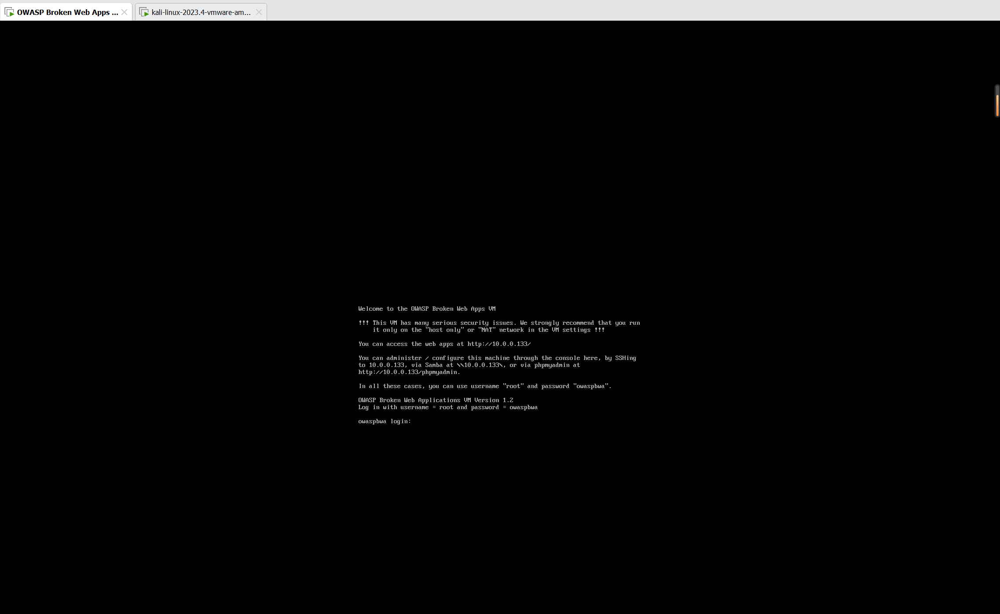 OWASP Broken Web Apps ...
kali-linux-2023.4-vmware-am...
Welcome to the OWASP Broken Web Apps VM
!!! This VM has many serious security issues. We strongly recommend that you run
it only on the "host only" or "NAT" network in the VM settings !!!
You can access the web apps at http://10.0.0.133/
You can administer / configure this machine through the console here, by SSHing
to 10.0.0.133, via Samba at \\10.0.0.133\, or via phpmyadmin at
http://10.0.0.133/phpmyadmin.
In all these cases, you can use username "root" and password "owaspbwa".
OWASP Broken Web Applications VM Version 1.2
Log in with username = root and password = owaspbwa
owaspbwa login: